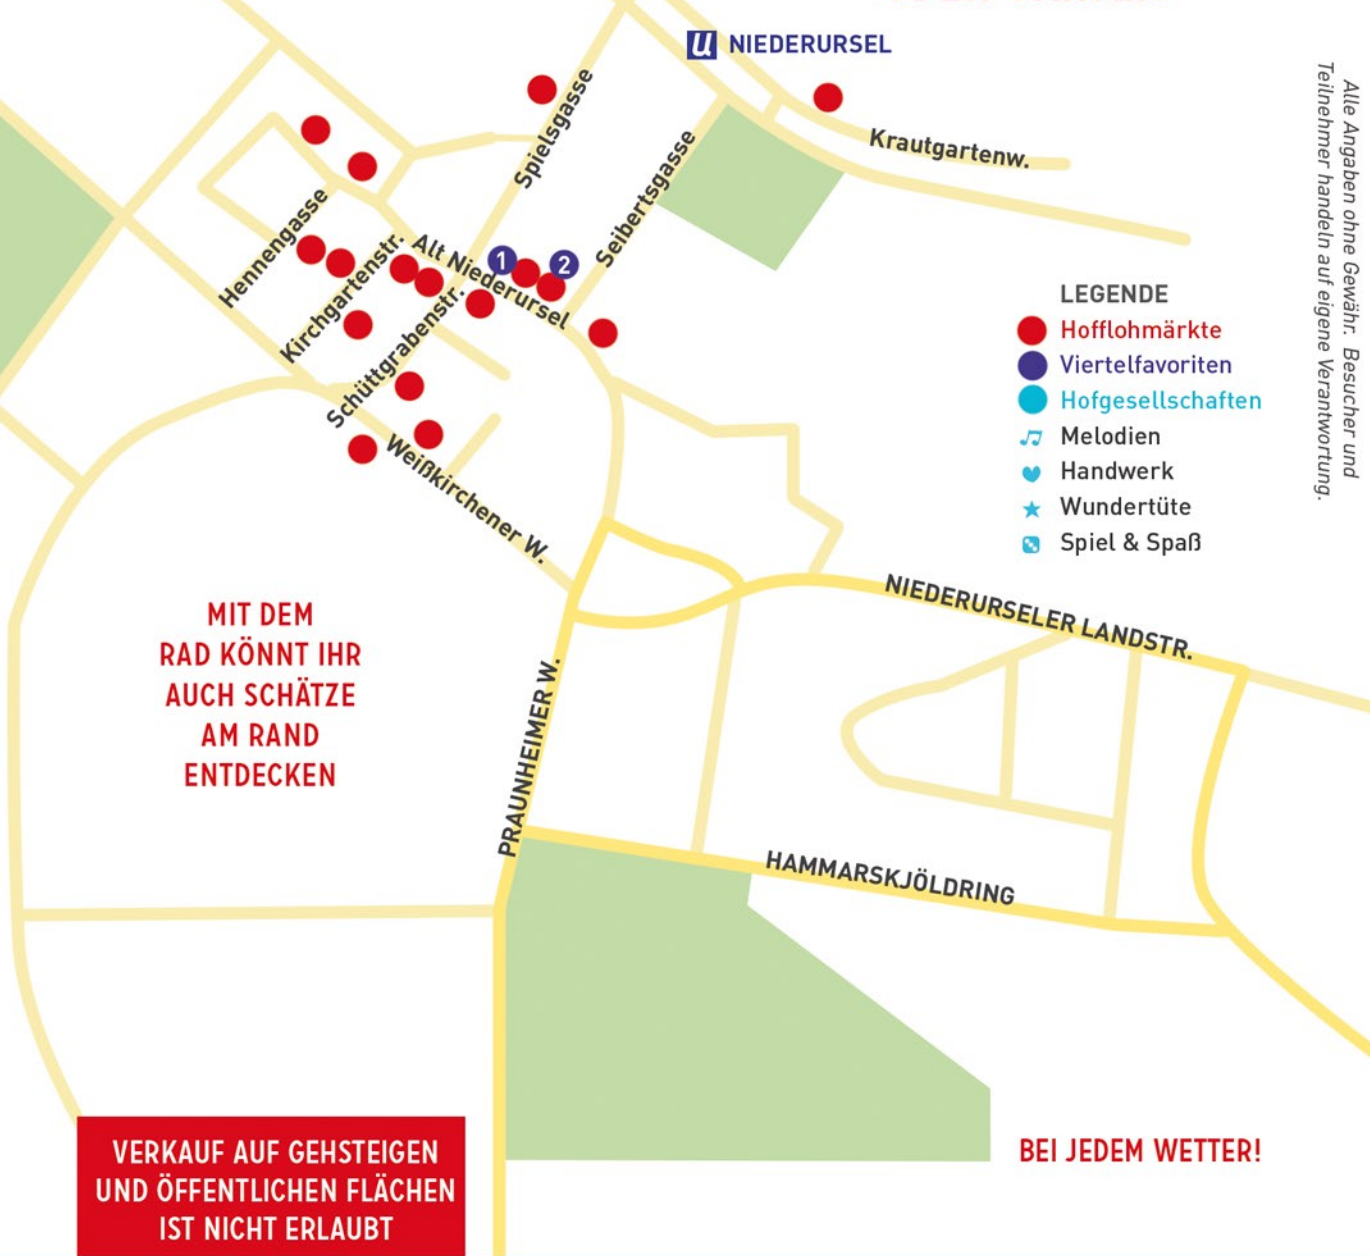 u NIEDERURSEL
Spielsgasse
Seibertsgasse
Krautgartenw.
Hennengasse
Kirchgartenstr.
Alt Niederursel
Schüttgrabenstr.
1
2
Weißkirchener W.
Alle Angaben ohne Gewähr. Besucher und
Teilnehmer handeln auf eigene Verantwortung.
LEGENDE
Hofflohmärkte
Viertelfavoriten
Hofgesellschaften
Melodien
Handwerk
Wundertüte
Spiel & Spaß
MIT DEM
RAD KÖNNT IHR
AUCH SCHÄTZE
AM RAND
ENTDECKEN
NIEDERURSELER LANDSTR.
PRAUNHEIMER W.
HAMMARSKJÖLDRING
VERKAUF AUF GEHSTEIGEN
UND ÖFFENTLICHEN FLÄCHEN
IST NICHT ERLAUBT
BEI JEDEM WETTER!